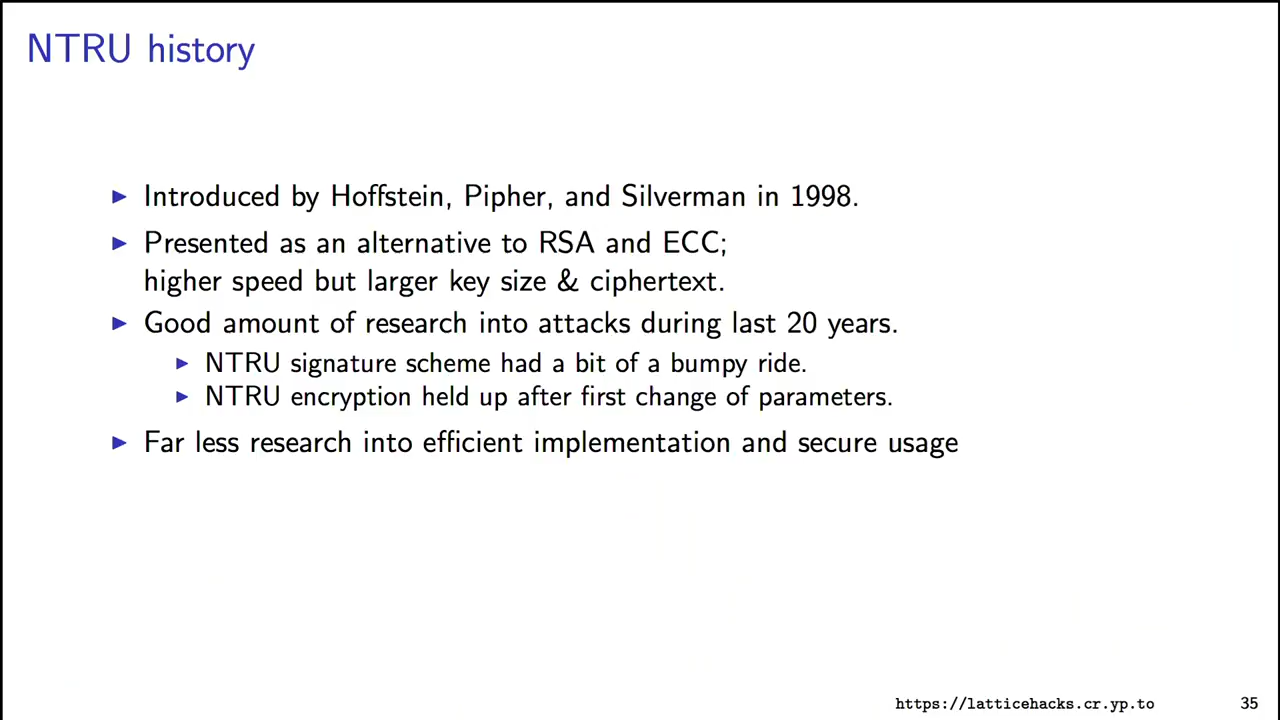 NTRU history
▶ Introduced by Hoffstein, Pipher, and Silverman in 1998.
▶ Presented as an alternative to RSA and ECC;
higher speed but larger key size & ciphertext.
▶ Good amount of research into attacks during last 20 years.
▶ NTRU signature scheme had a bit of a bumpy ride.
▶ NTRU encryption held up after first change of parameters.
▶ Far less research into efficient implementation and secure usage
https://latticehacks.cr.yp.to 35